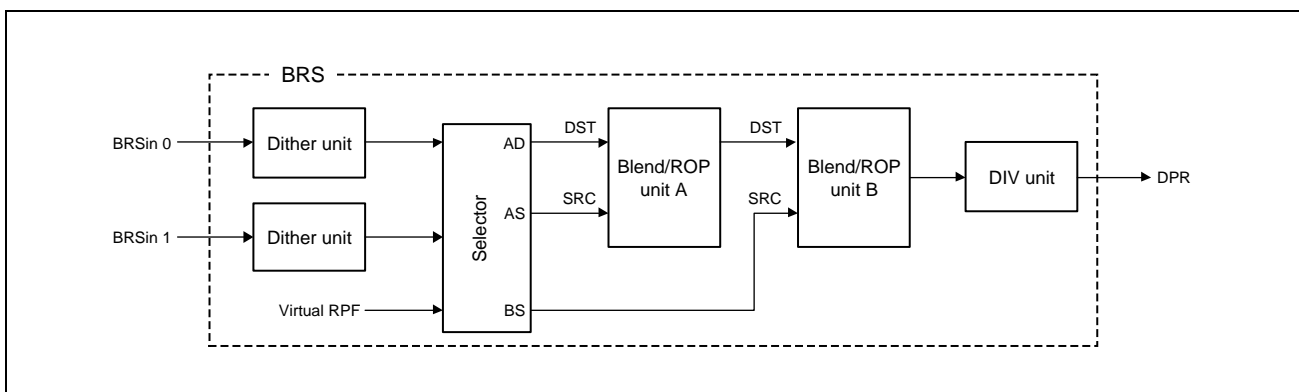 BRS
BRSin 0
Dither unit
BRSin 1
Dither unit
Virtual RPF
Selector
AD
AS
BS
DST
SRC
Blend/ROP
unit A
DST
SRC
Blend/ROP
unit B
DIV unit
DPR